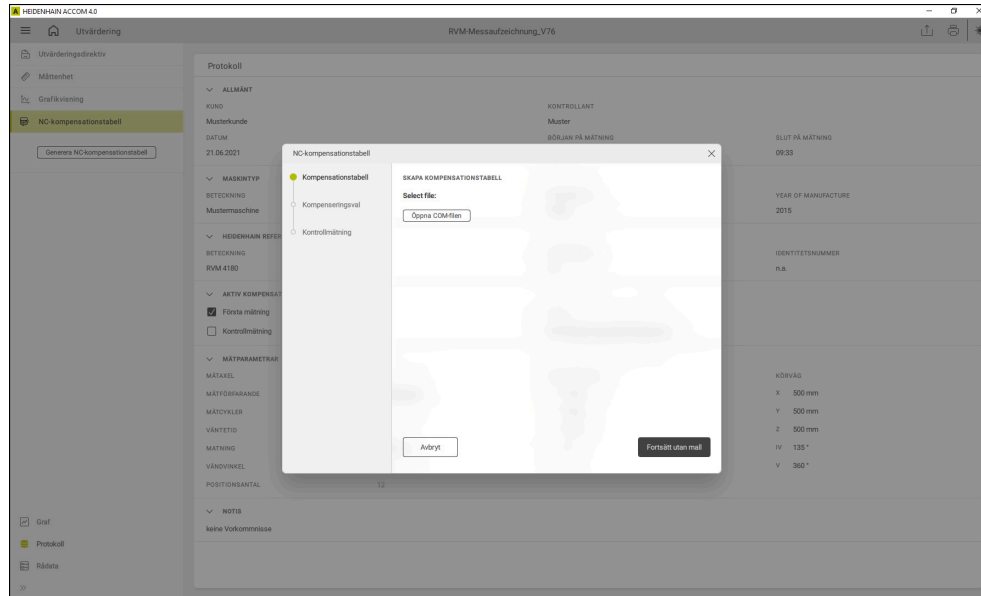 HEIDENHAIN ACCOM 4.0
Utvärdering
RVM-Messaufzeichnung_V76
Utvärderingsdirektiv
Måttenhet
Grafikvisning
NC-kompensationstabell
Generera NC-kompensationstabell
Graf
Protokoll
Rådata
Protokoll
ALLMÄNT
KUND
KONTROLLANT
Musterkunde
Muster
DATUM
BÖRJAN PÅ MÄTNING
SLUT PÅ MÄTNING
21.06.2021
09:33
MASKINTYP
BETECKNING
YEAR OF MANUFACTURE
Mustermaschine
2015
HEIDENHAIN REFER
BETECKNING
IDENTITETSNUMMER
RVM 4180
n.a.
AKTIV KOMPENSAT
Första mätning
Kontrollmätning
MÄTPARAMETRAR
MÄTAXEL
KÖRVÄG
MÄTFÖRFARANDE
X 500 mm
MÄTCYKLER
Y 500 mm
VÄNTETID
Z 500 mm
MATNING
IV 135°
VÄNDVINKEL
V 360°
POSITIONSANTAL
12
NOTIS
keine Vorkommnisse
NC-kompensationstabell
Kompensationstabell
Kompenseringsval
Kontrollmätning
SKAPA KOMPENSATIONSTABELL
Select file:
Öppna COM-filen
Avbryt
Fortsätt utan mall